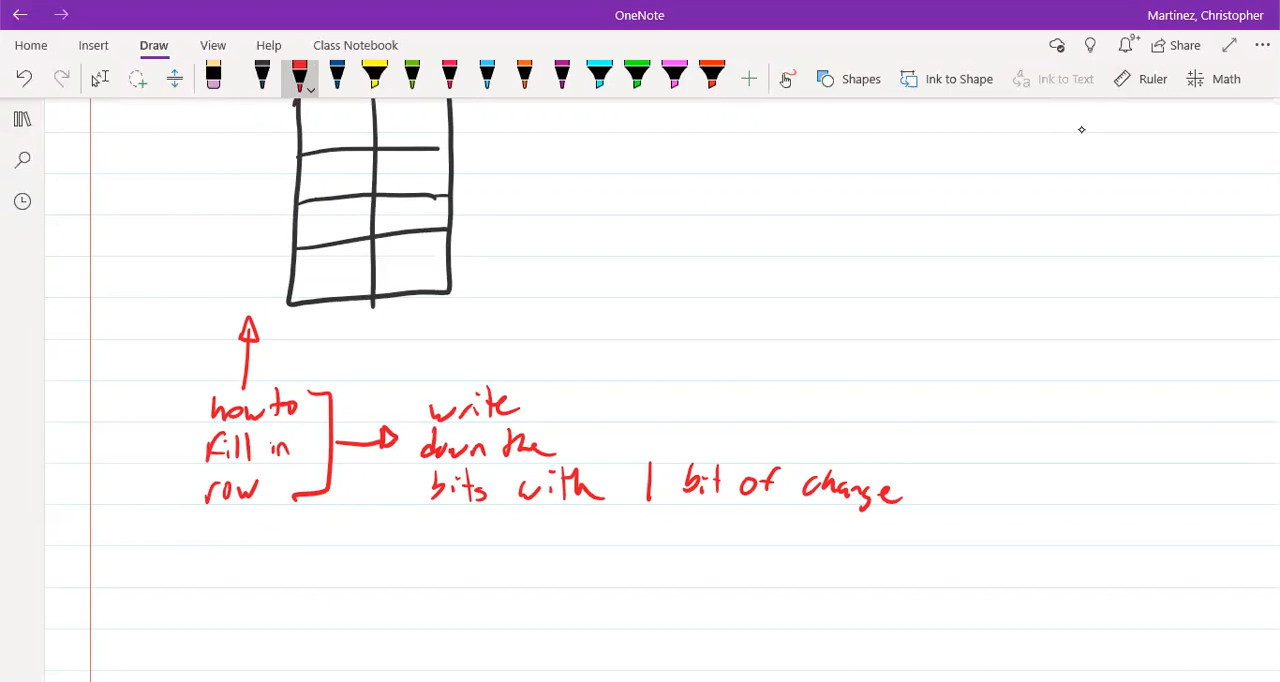 OneNote
Martinez, Christopher
Home Insert Draw View Help Class Notebook
Share
Shapes
Ink to Shape
Ink to Text
Ruler
Math
how to
fill in
row
write
down the
bits with 1 bit of change